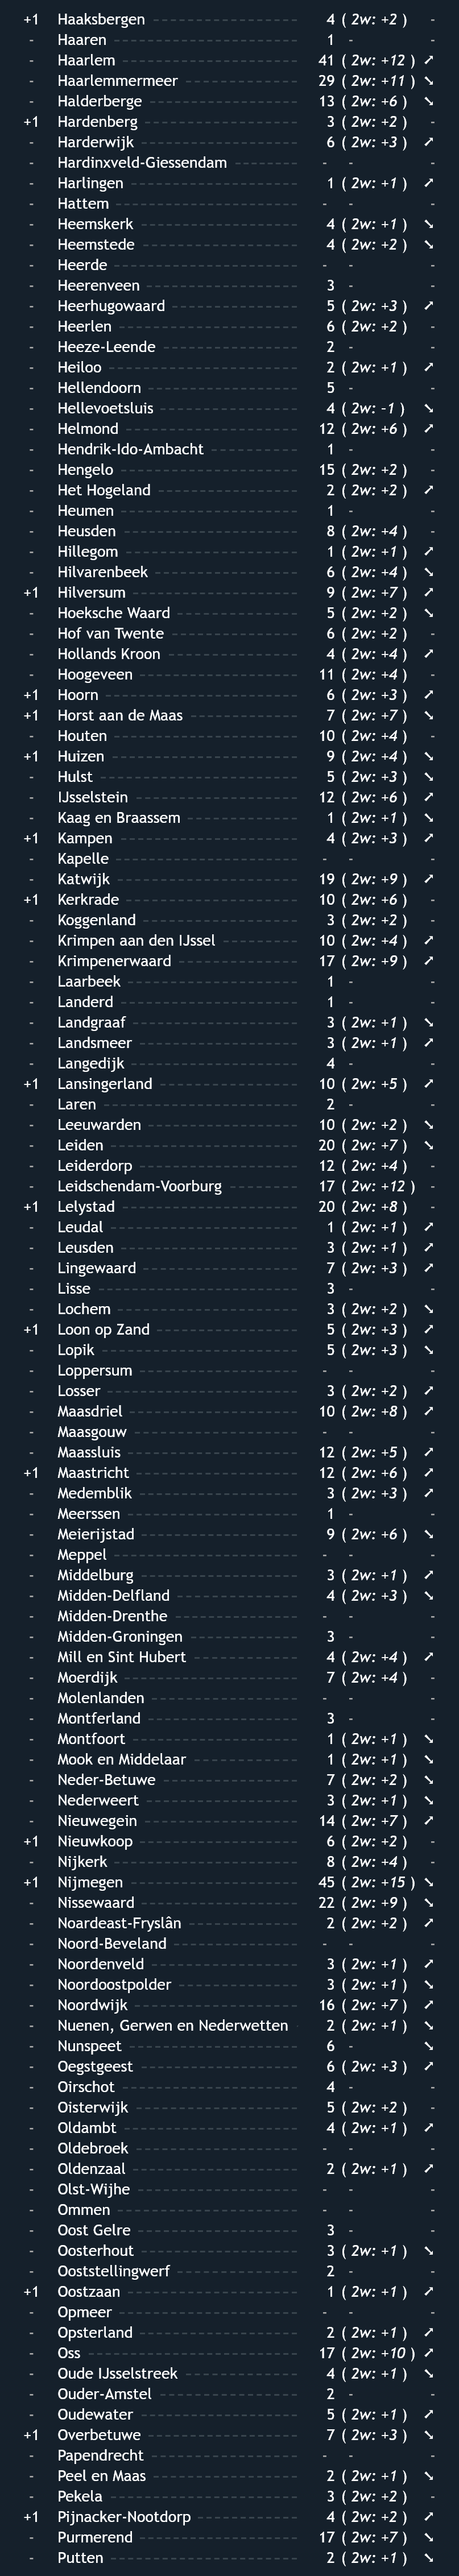 +1 Haaksbergen 4 ( 2w: +2 ) -
- Haaren 1 - -
- Haarlem 41 ( 2w: +12 ) ↗
- Haarlemmermeer 29 ( 2w: +11 ) ↘
- Halderberge 13 ( 2w: +6 ) ↘
+1 Hardenberg 3 ( 2w: +2 ) -
- Harderwijk 6 ( 2w: +3 ) ↗
- Hardinxveld-Giessendam - - -
- Harlingen 1 ( 2w: +1 ) ↗
- Hattem - - -
- Heemskerk 4 ( 2w: +1 ) ↘
- Heemstede 4 ( 2w: +2 ) ↘
- Heerde - - -
- Heerenveen 3 - -
- Heerhugowaard 5 ( 2w: +3 ) ↗
- Heerlen 6 ( 2w: +2 ) -
- Heeze-Leende 2 - -
- Heiloo 2 ( 2w: +1 ) ↗
- Hellendoorn 5 - -
- Hellevoetsluis 4 ( 2w: -1 ) ↘
- Helmond 12 ( 2w: +6 ) ↗
- Hendrik-Ido-Ambacht 1 - -
- Hengelo 15 ( 2w: +2 ) -
- Het Hogeland 2 ( 2w: +2 ) ↗
- Heumen 1 - -
- Heusden 8 ( 2w: +4 ) -
- Hillegom 1 ( 2w: +1 ) ↗
- Hilvarenbeek 6 ( 2w: +4 ) ↘
+1 Hilversum 9 ( 2w: +7 ) ↗
- Hoeksche Waard 5 ( 2w: +2 ) ↘
- Hof van Twente 6 ( 2w: +2 ) -
- Hollands Kroon 4 ( 2w: +4 ) ↗
- Hoogeveen 11 ( 2w: +4 ) -
+1 Hoorn 6 ( 2w: +3 ) ↗
+1 Horst aan de Maas 7 ( 2w: +7 ) ↘
- Houten 10 ( 2w: +4 ) -
+1 Huizen 9 ( 2w: +4 ) ↘
- Hulst 5 ( 2w: +3 ) ↘
- IJsselstein 12 ( 2w: +6 ) ↗
- Kaag en Braassem 1 ( 2w: +1 ) ↘
+1 Kampen 4 ( 2w: +3 ) ↗
- Kapelle - - -
- Katwijk 19 ( 2w: +9 ) ↗
+1 Kerkrade 10 ( 2w: +6 ) -
- Koggenland 3 ( 2w: +2 ) -
- Krimpen aan den IJssel 10 ( 2w: +4 ) ↗
- Krimpenerwaard 17 ( 2w: +9 ) ↗
- Laarbeek 1 - -
- Landerd 1 - -
- Landgraaf 3 ( 2w: +1 ) ↘
- Landsmeer 3 ( 2w: +1 ) ↗
- Langedijk 4 - -
+1 Lansingerland 10 ( 2w: +5 ) ↗
- Laren 2 - -
- Leeuwarden 10 ( 2w: +2 ) ↘
- Leiden 20 ( 2w: +7 ) ↘
- Leiderdorp 12 ( 2w: +4 ) -
- Leidschendam-Voorburg 17 ( 2w: +12 ) -
+1 Lelystad 20 ( 2w: +8 ) -
- Leudal 1 ( 2w: +1 ) ↗
- Leusden 3 ( 2w: +1 ) ↗
- Lingewaard 7 ( 2w: +3 ) ↗
- Lisse 3 - -
- Lochem 3 ( 2w: +2 ) ↘
+1 Loon op Zand 5 ( 2w: +3 ) ↗
- Lopik 5 ( 2w: +3 ) ↘
- Loppersum - - -
- Losser 3 ( 2w: +2 ) ↗
- Maasdriel 10 ( 2w: +8 ) ↗
- Maasgouw - - -
- Maassluis 12 ( 2w: +5 ) ↗
+1 Maastricht 12 ( 2w: +6 ) ↗
- Medemblik 3 ( 2w: +3 ) ↗
- Meerssen 1 - -
- Meierijstad 9 ( 2w: +6 ) ↘
- Meppel - - -
- Middelburg 3 ( 2w: +1 ) ↗
- Midden-Delfland 4 ( 2w: +3 ) ↘
- Midden-Drenthe - - -
- Midden-Groningen 3 - -
- Mill en Sint Hubert 4 ( 2w: +4 ) ↗
- Moerdijk 7 ( 2w: +4 ) -
- Molenlanden - - -
- Montferland 3 - -
- Montfoort 1 ( 2w: +1 ) ↘
- Mook en Middelaar 1 ( 2w: +1 ) ↘
- Neder-Betuwe 7 ( 2w: +2 ) ↘
- Nederweert 3 ( 2w: +1 ) ↘
- Nieuwegein 14 ( 2w: +7 ) ↗
+1 Nieuwkoop 6 ( 2w: +2 ) -
- Nijkerk 8 ( 2w: +4 ) -
+1 Nijmegen 45 ( 2w: +15 ) ↘
- Nissewaard 22 ( 2w: +9 ) ↘
- Noardeast-Fryslân 2 ( 2w: +2 ) ↗
- Noord-Beveland - - -
- Noordenveld 3 ( 2w: +1 ) ↗
- Noordoostpolder 3 ( 2w: +1 ) ↘
- Noordwijk 16 ( 2w: +7 ) ↗
- Nuenen, Gerwen en Nederwetten 2 ( 2w: +1 ) ↘
- Nunspeet 6 - ↘
- Oegstgeest 6 ( 2w: +3 ) ↗
- Oirschot 4 - -
- Oisterwijk 5 ( 2w: +2 ) -
- Oldambt 4 ( 2w: +1 ) ↗
- Oldebroek - - -
- Oldenzaal 2 ( 2w: +1 ) ↗
- Olst-Wijhe - - -
- Ommen - - -
- Oost Gelre 3 - -
- Oosterhout 3 ( 2w: +1 ) ↘
- Ooststellingwerf 2 - -
+1 Oostzaan 1 ( 2w: +1 ) ↗
- Opmeer - - -
- Opsterland 2 ( 2w: +1 ) ↗
- Oss 17 ( 2w: +10 ) ↗
- Oude IJsselstreek 4 ( 2w: +1 ) ↘
- Ouder-Amstel 2 - -
- Oudewater 5 ( 2w: +1 ) ↗
+1 Overbetuwe 7 ( 2w: +3 ) ↘
- Papendrecht - - -
- Peel en Maas 2 ( 2w: +1 ) ↘
- Pekela 3 ( 2w: +2 ) -
+1 Pijnacker-Nootdorp 4 ( 2w: +2 ) ↗
- Purmerend 17 ( 2w: +7 ) ↘
- Putten 2 ( 2w: +1 ) ↘